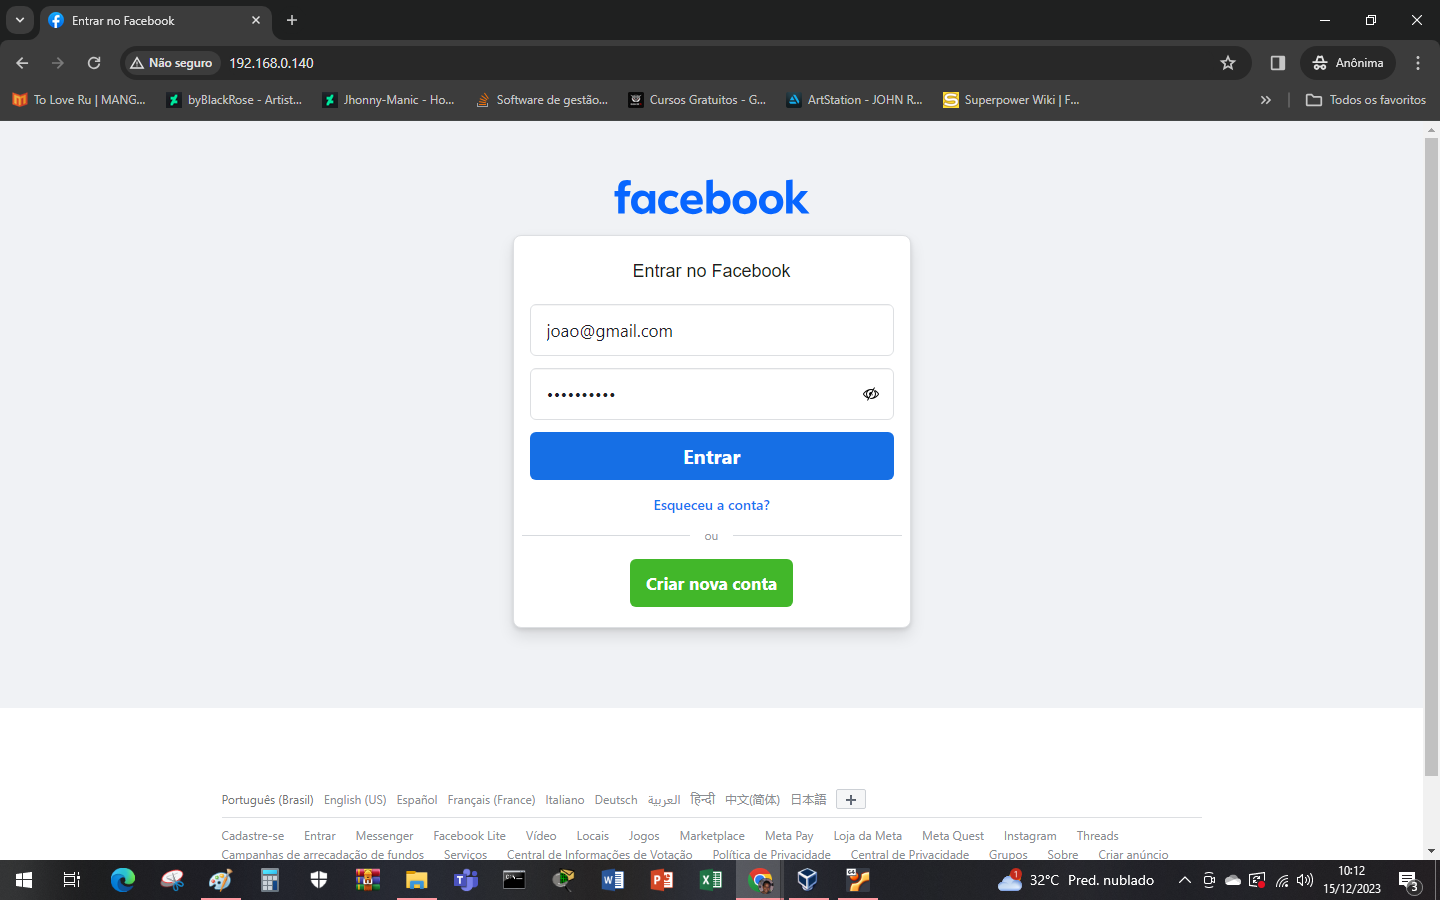 Entrar no Facebook
Não seguro 192.168.0.140 Anônima
To Love Ru | MANG... byBlackRose - Artist... Jhonny-Manic - Ho... Software de gestão... Cursos Gratuitos - G... ArtStation - JOHN R... Superpower Wiki | F... Todos os favoritos
facebook
Entrar no Facebook
joao@gmail.com
Entrar
Esqueceu a conta?
ou
Criar nova conta
Português (Brasil) English (US) Español Français (France) Italiano Deutsch العربية हिन्दी 中文(简体) 日本語
Cadastre-se Entrar Messenger Facebook Lite Vídeo Locais Jogos Marketplace Meta Pay Loja da Meta Meta Quest Instagram Threads
Campanhas de arrecadação de fundos Serviços Central de Informações de Votação Política de Privacidade Central de Privacidade Grupos Sobre Criar anúncio
1 32°C Pred. nublado 10:12
15/12/2023 3